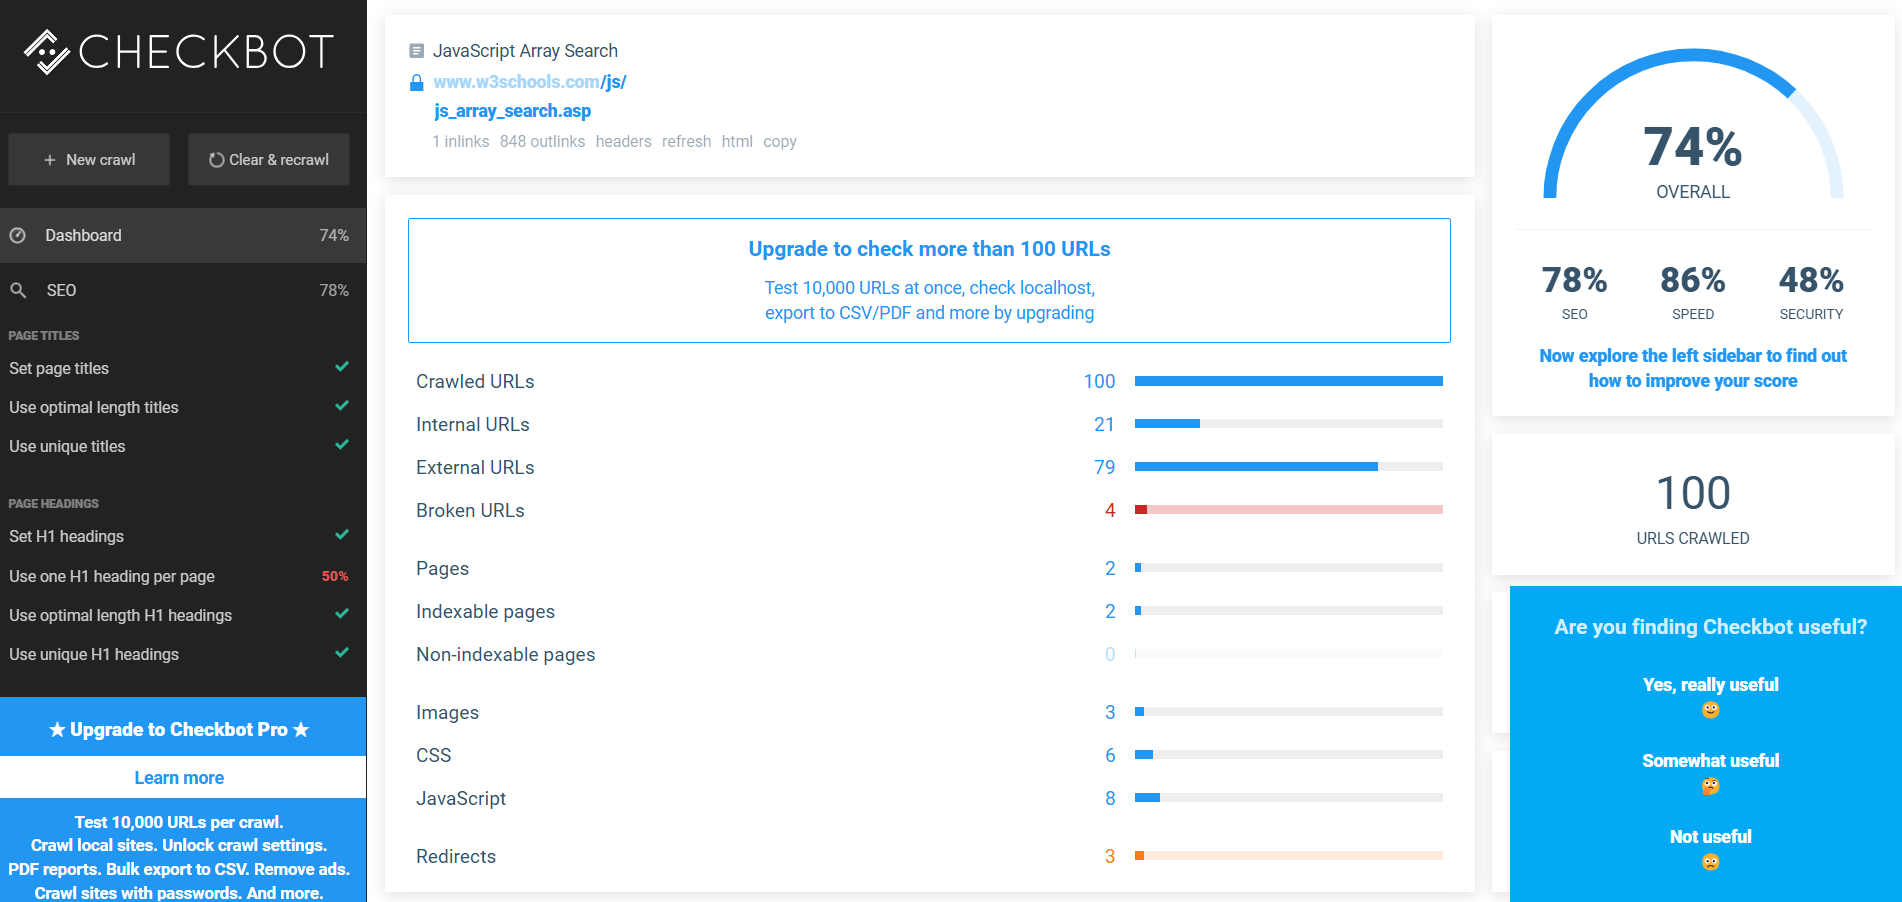 CHECKBOT
+ New crawl
Clear & recrawl
Dashboard 74%
SEO 78%
PAGE TITLES
Set page titles
Use optimal length titles
Use unique titles
PAGE HEADINGS
Set H1 headings
Use one H1 heading per page 50%
Use optimal length H1 headings
Use unique H1 headings
★ Upgrade to Checkbot Pro ★
Learn more
Test 10,000 URLs per crawl.
Crawl local sites. Unlock crawl settings.
PDF reports. Bulk export to CSV. Remove ads.
Crawl sites with passwords. And more.
JavaScript Array Search
www.w3schools.com/js/
js_array_search.asp
1 inlinks 848 outlinks headers refresh html copy
Upgrade to check more than 100 URLs
Test 10,000 URLs at once, check localhost,
export to CSV/PDF and more by upgrading
Crawled URLs 100
Internal URLs 21
External URLs 79
Broken URLs 4
Pages 2
Indexable pages 2
Non-indexable pages 0
Images 3
CSS 6
JavaScript 8
Redirects 3
74%
OVERALL
78% 86% 48%
SEO SPEED SECURITY
Now explore the left sidebar to find out
how to improve your score
100
URLS CRAWLED
Are you finding Checkbot useful?
Yes, really useful
Somewhat useful
Not useful